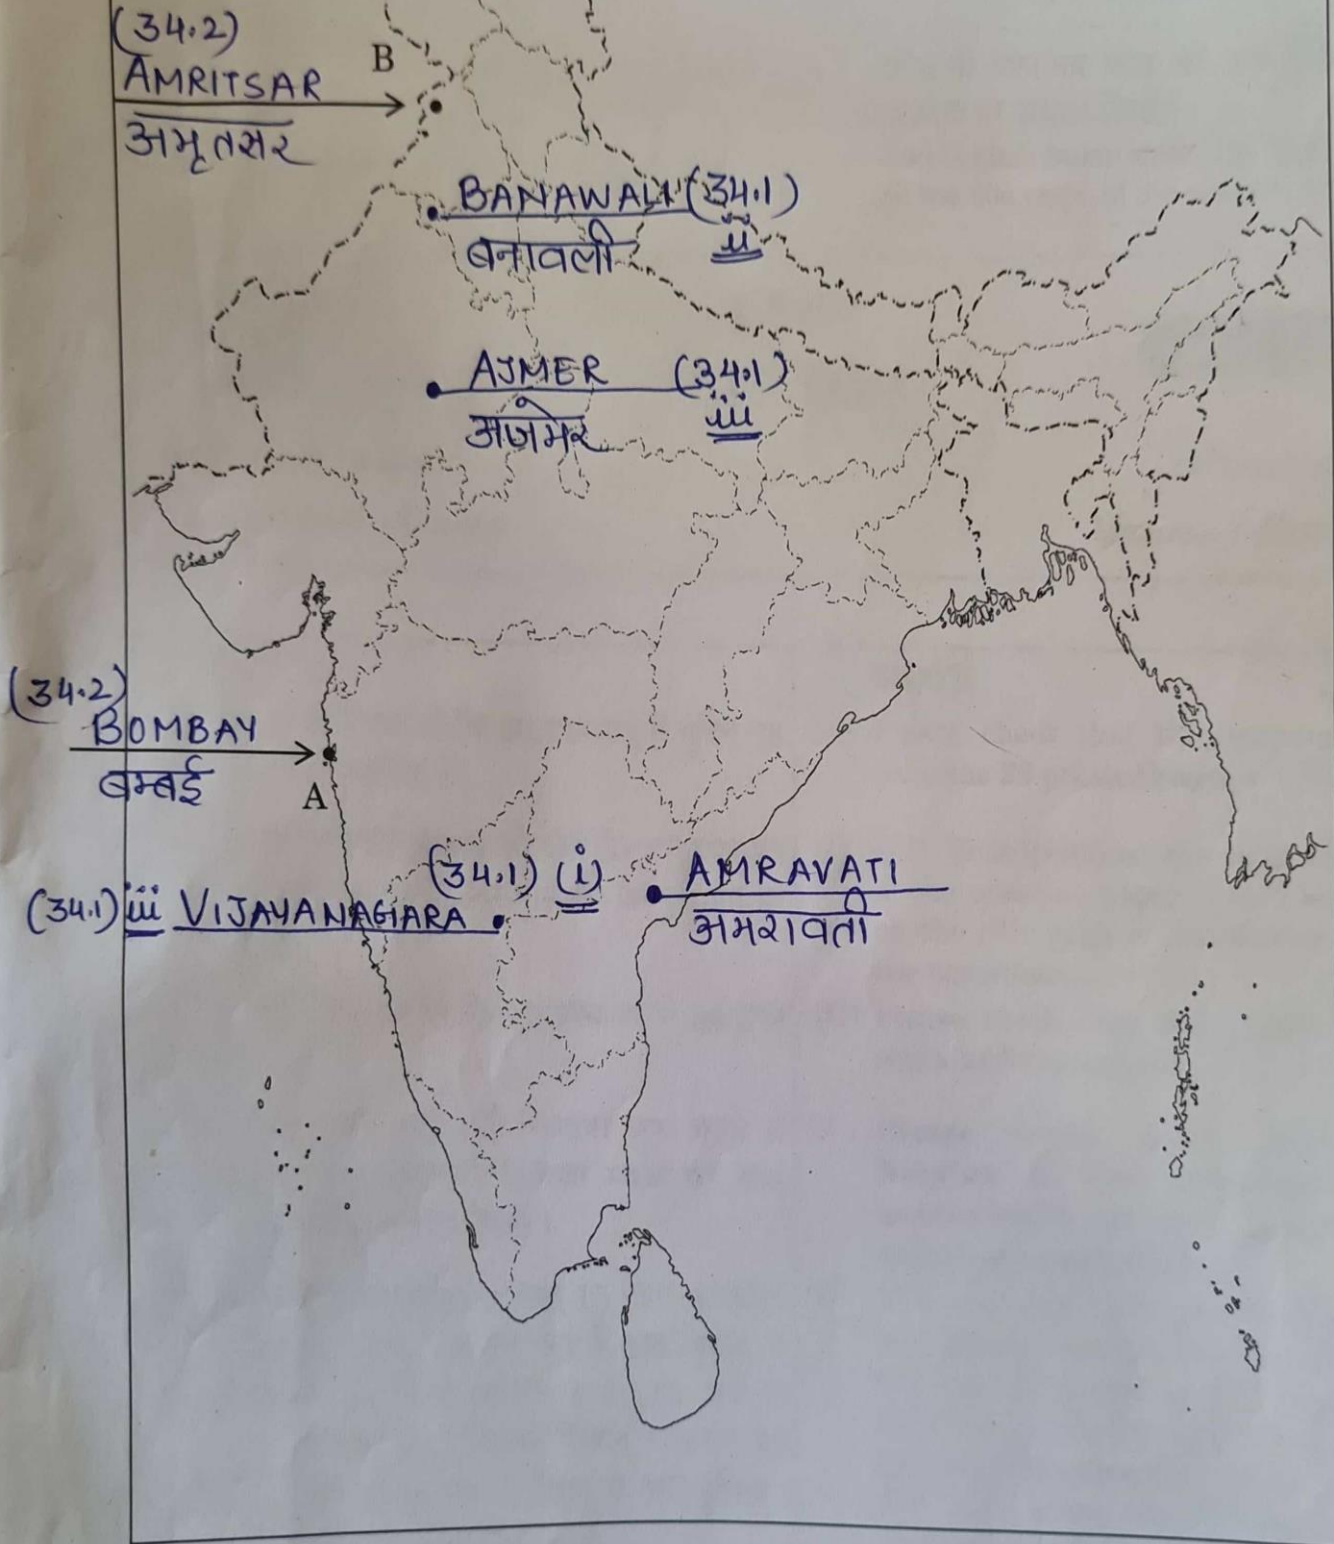 (34.2)
B
AMRITSAR
अमृतसर
BANAWALI (34.1)
बनावली ii
AJMER (34.1)
अजमेर iii
(34.2)
BOMBAY
बम्बई
A
(34.1) (i) AMRAVATI
अमरावती
(34.1) iii VIJAYANAGARA